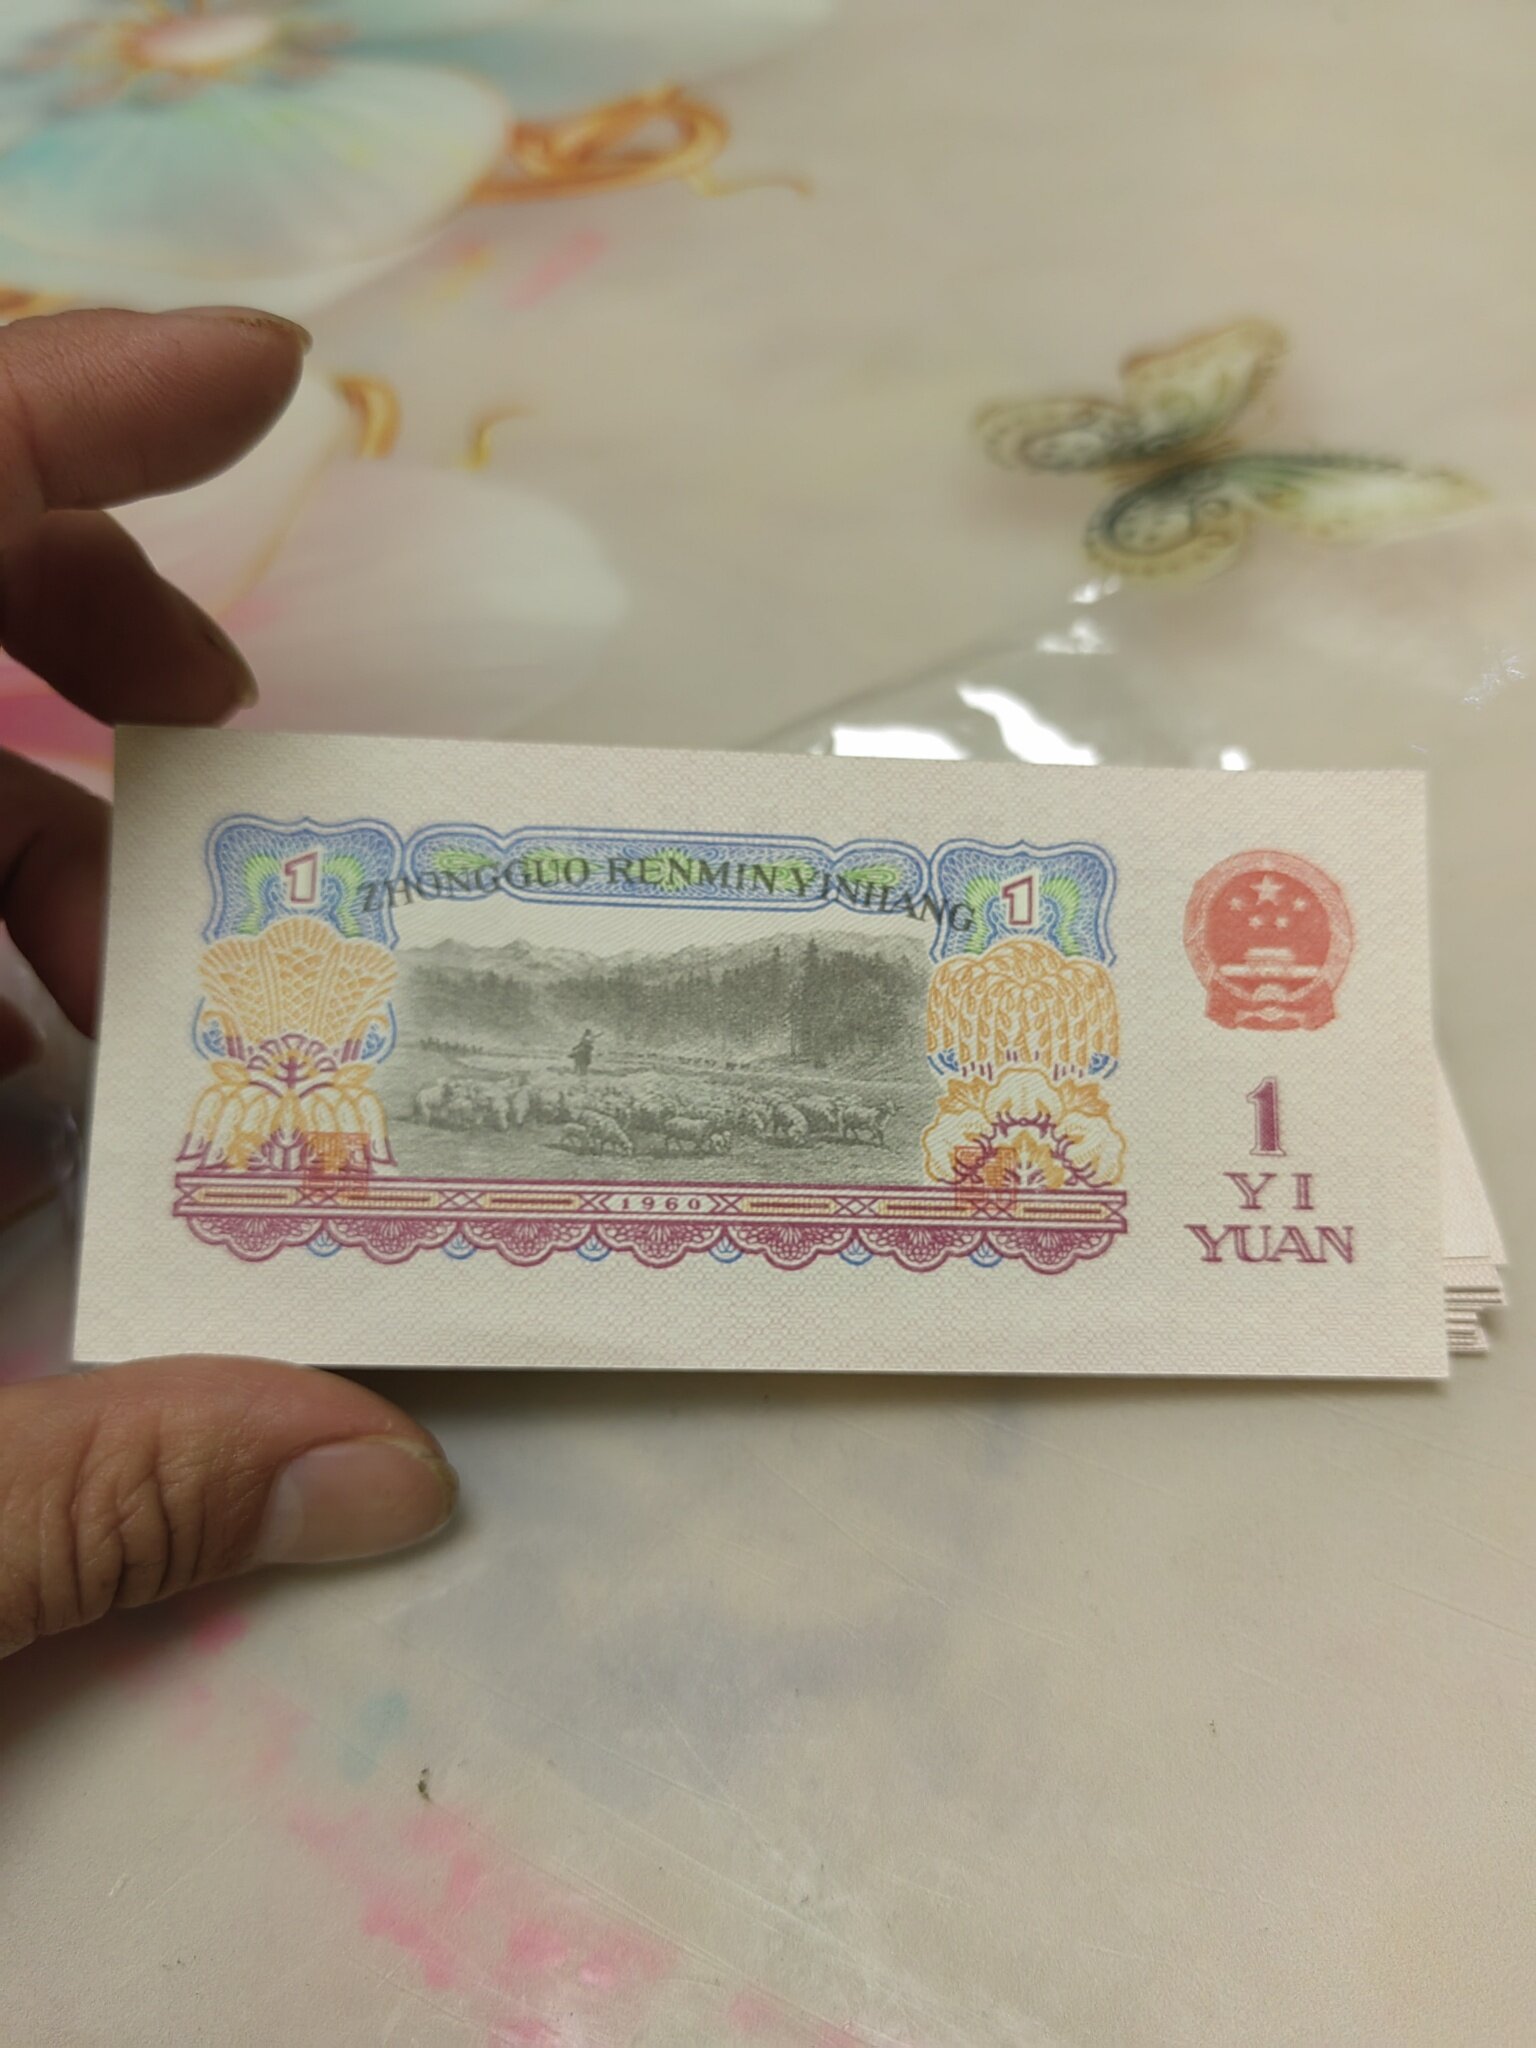 1
ZHONGGUO RENMIN YINHANG
1
1960
1
YI
YUAN